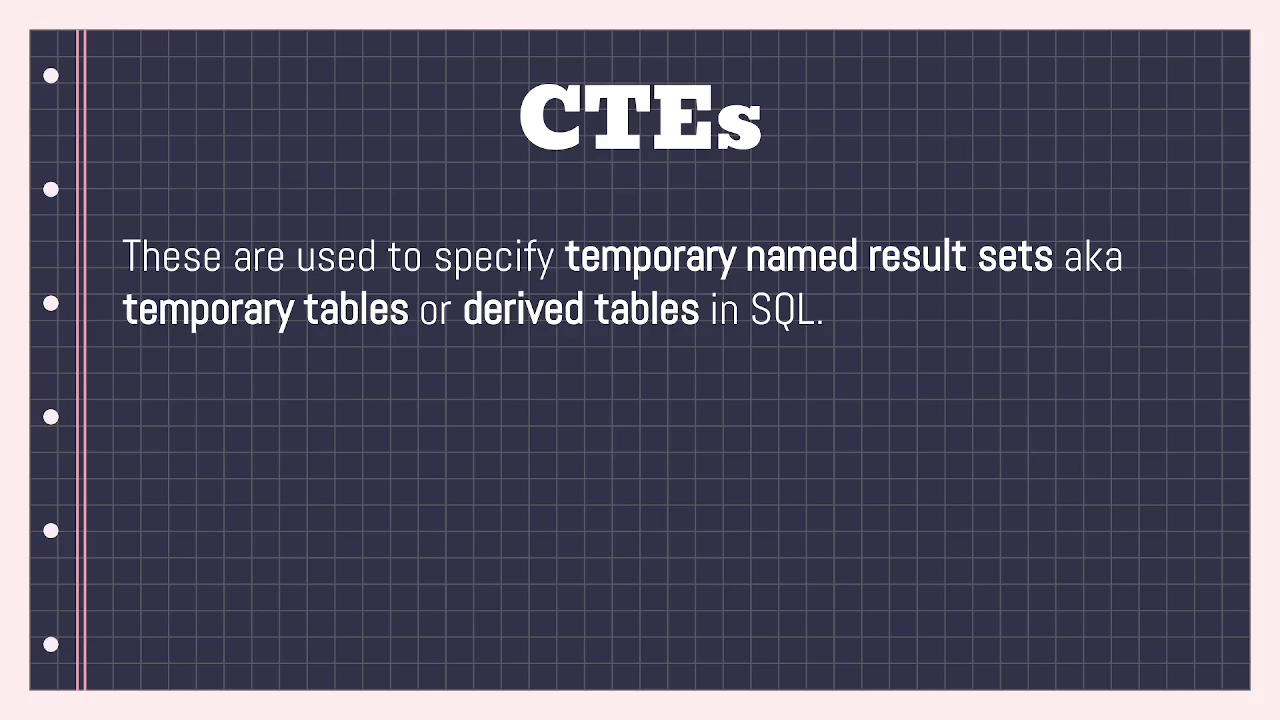 CTEs
These are used to specify temporary named result sets aka
temporary tables or derived tables in SQL.